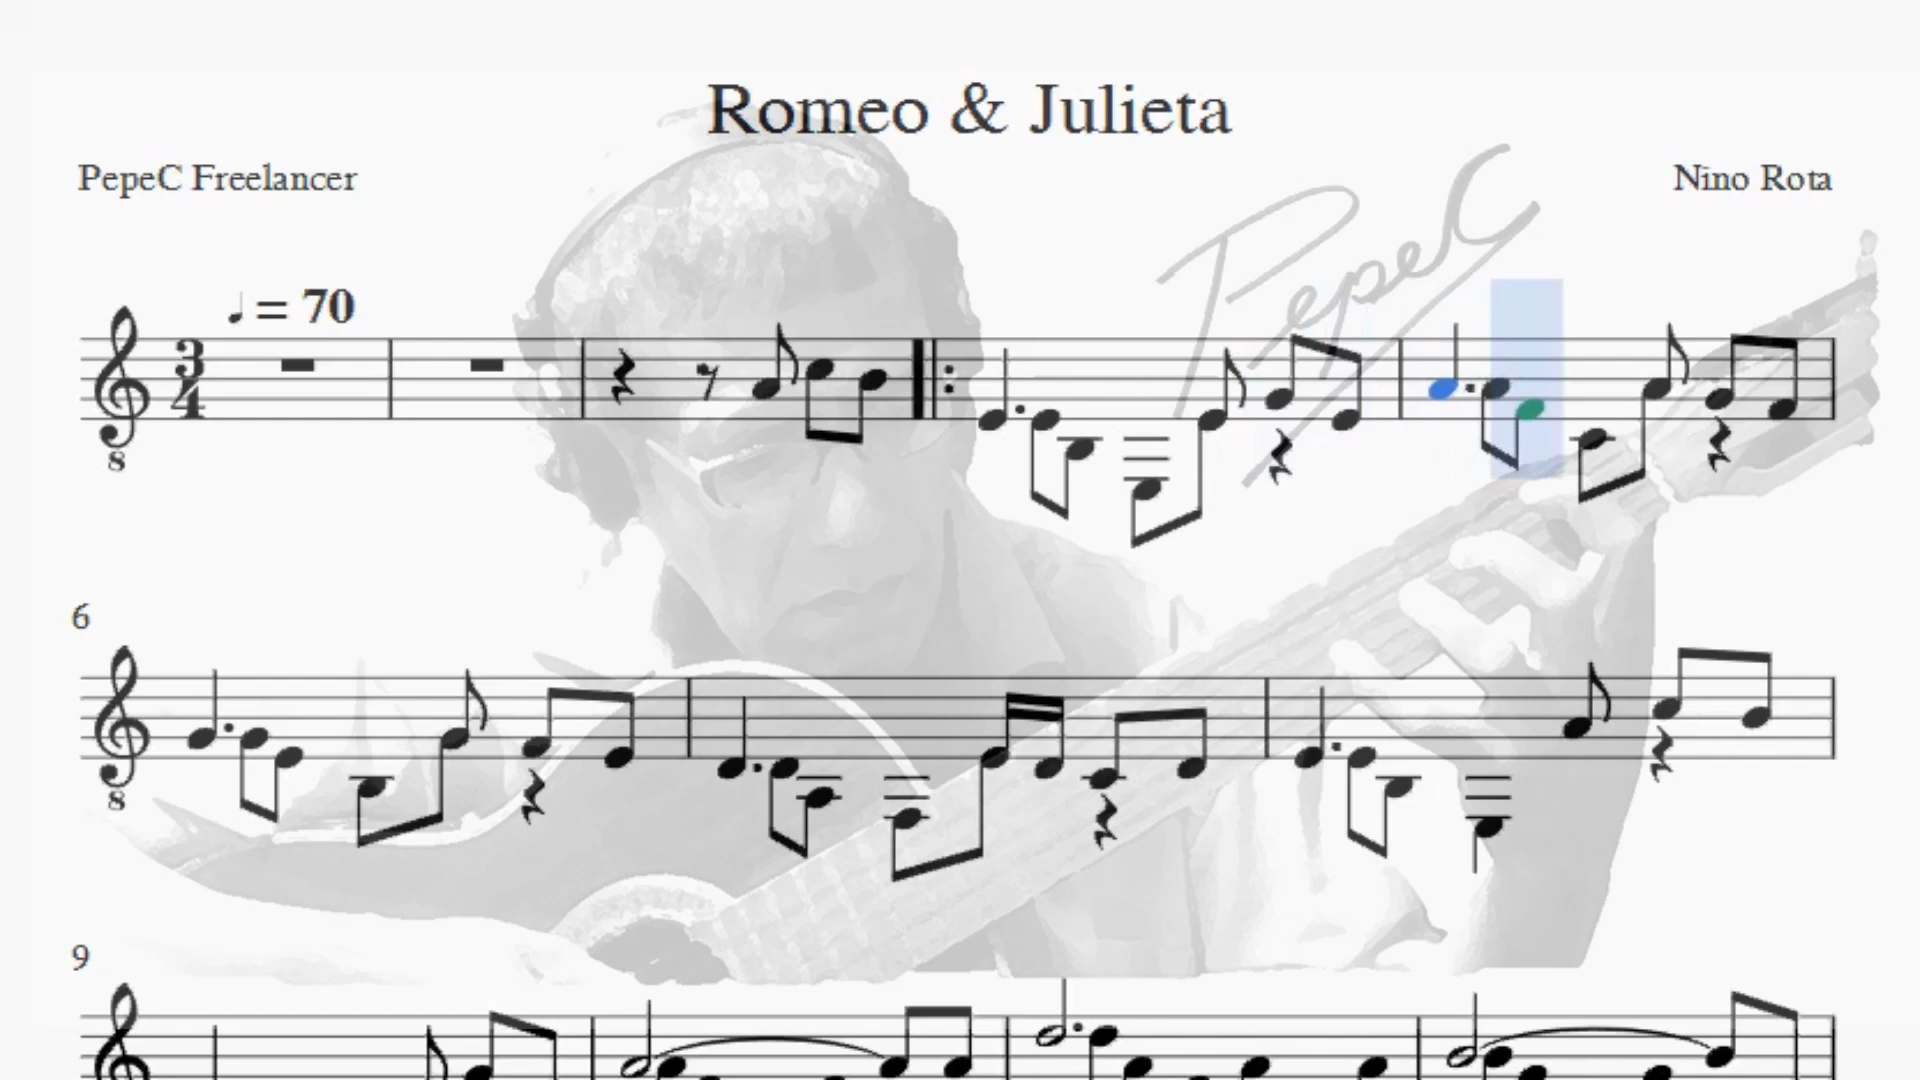 Romeo & Julieta
PepeC Freelancer
Nino Rota
PepeC
♩ = 70
3
4
8
6
8
9